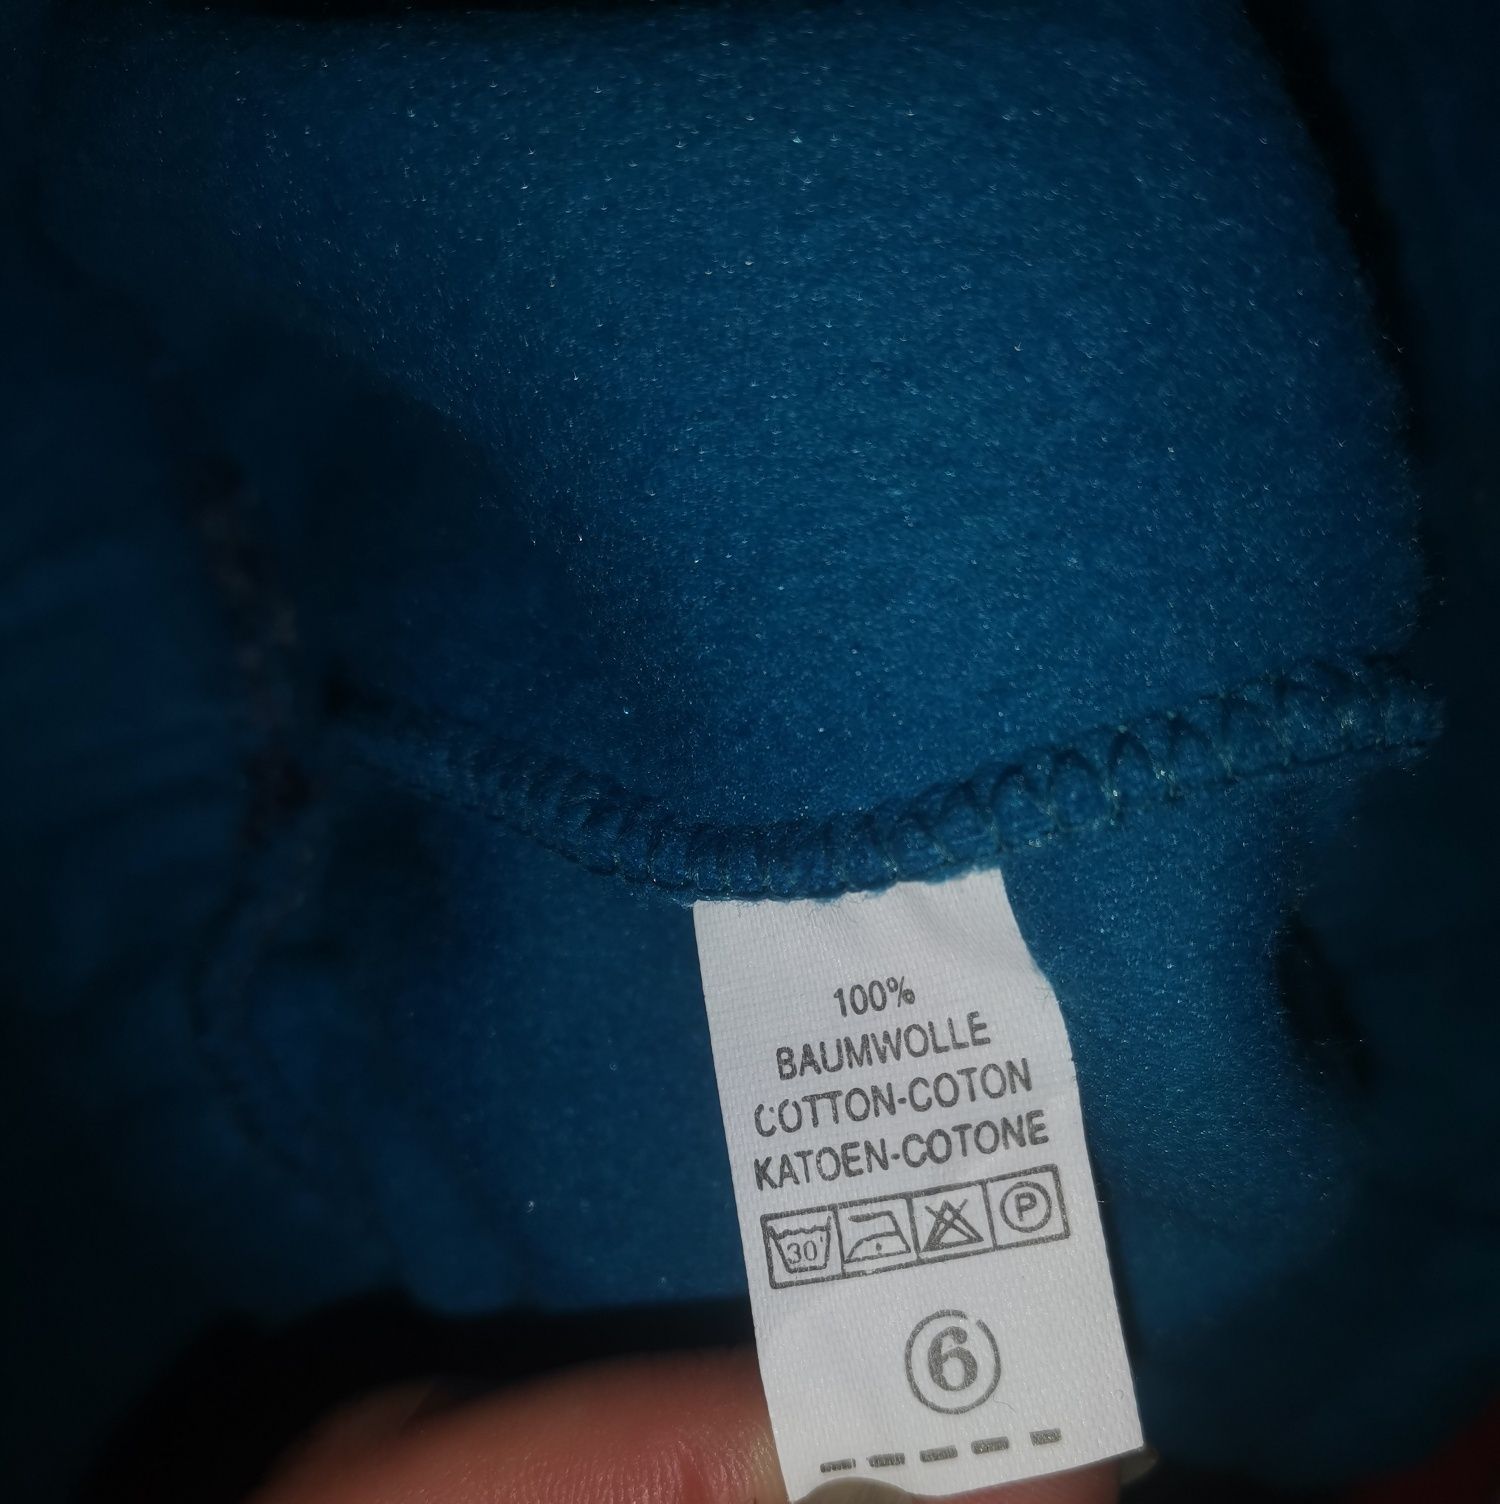 100%
BAUMWOLLE
COTTON-COTON
KATOEN-COTONE
30° P
6